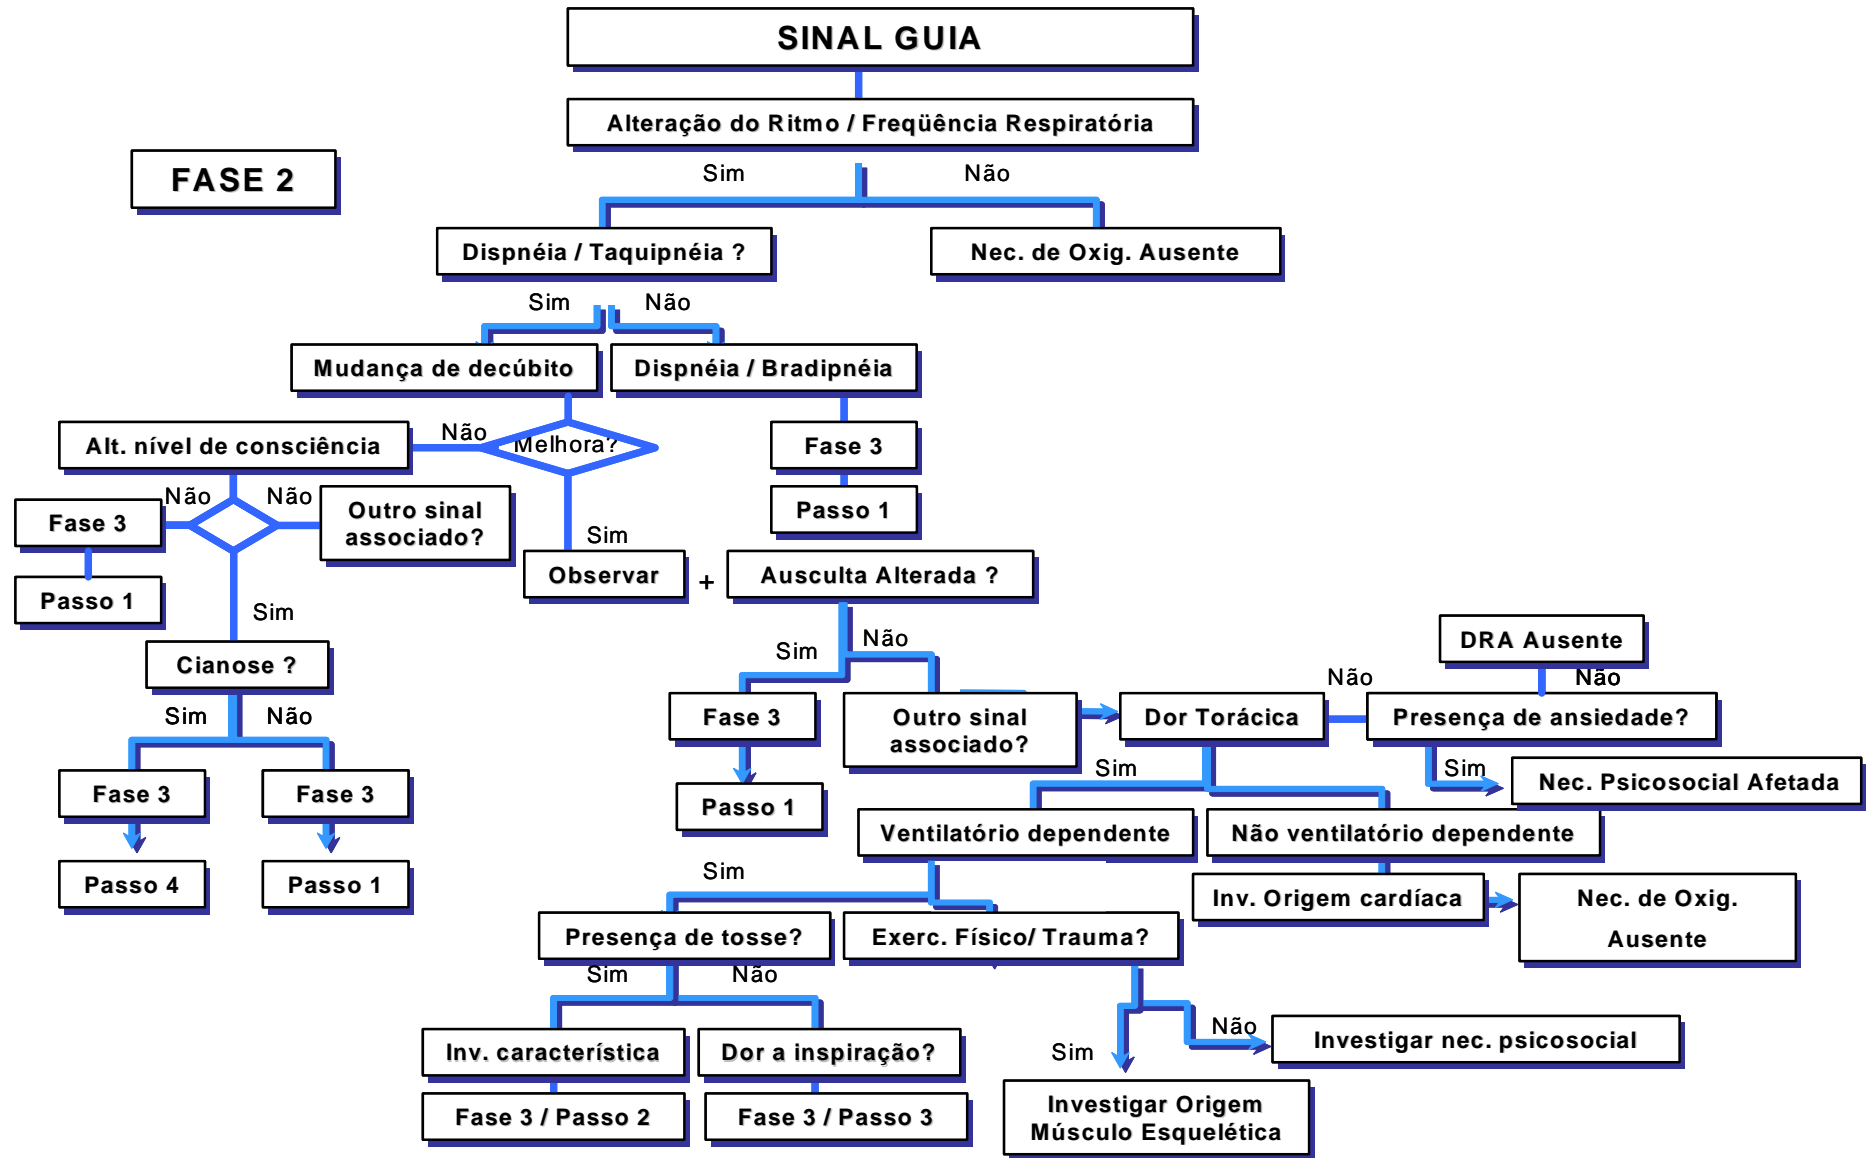 SINAL GUIA
Alteração do Ritmo / Freqüência Respiratória
FASE 2
Sim
Não
Dispnéia / Taquipnéia ?
Nec. de Oxig. Ausente
Sim
Não
Mudança de decúbito
Dispnéia / Bradipnéia
Alt. nível de consciência
Não
Melhora?
Fase 3
Não
Não
Fase 3
Outro sinal
associado?
Passo 1
Sim
Observar
+
Ausculta Alterada ?
Passo 1
Sim
Cianose ?
Sim
Não
DRA Ausente
Não
Não
Fase 3
Outro sinal
associado?
Dor Torácica
Presença de ansiedade?
Sim
Não
Sim
Sim
Nec. Psicosocial Afetada
Fase 3
Fase 3
Passo 1
Ventilatório dependente
Não ventilatório dependente
Passo 4
Passo 1
Sim
Inv. Origem cardíaca
Nec. de Oxig.
Ausente
Presença de tosse?
Exerc. Físico/ Trauma?
Sim
Não
Inv. característica
Dor a inspiração?
Sim
Não
Investigar nec. psicosocial
Fase 3 / Passo 2
Fase 3 / Passo 3
Investigar Origem
Músculo Esquelética